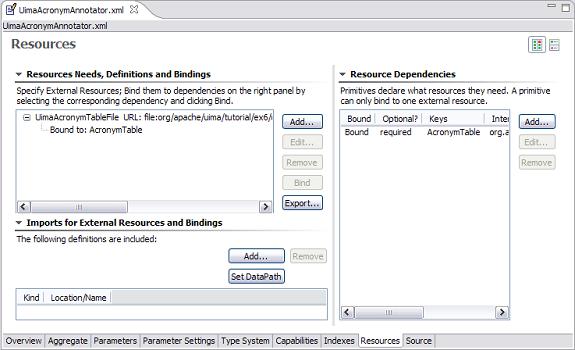 UimaAcronymAnnotator.xml
UimaAcronymAnnotator.xml
Resources
Resources Needs, Definitions and Bindings
Specify External Resources; Bind them to dependencies on the right panel by
selecting the corresponding dependency and clicking Bind.
UimaAcronymTableFile URL: file:org/apache/uima/tutorial/ex6/
Bound to: AcronymTable
Add...
Edit...
Remove
Bind
Export...
Imports for External Resources and Bindings
The following definitions are included:
Add... Remove
Set DataPath
Kind Location/Name
Resource Dependencies
Primitives declare what resources they need. A primitive
can only bind to one external resource.
Bound Optional? Keys Inter
Bound required AcronymTable org.a
Add...
Edit...
Remove
Overview Aggregate Parameters Parameter Settings Type System Capabilities Indexes Resources Source